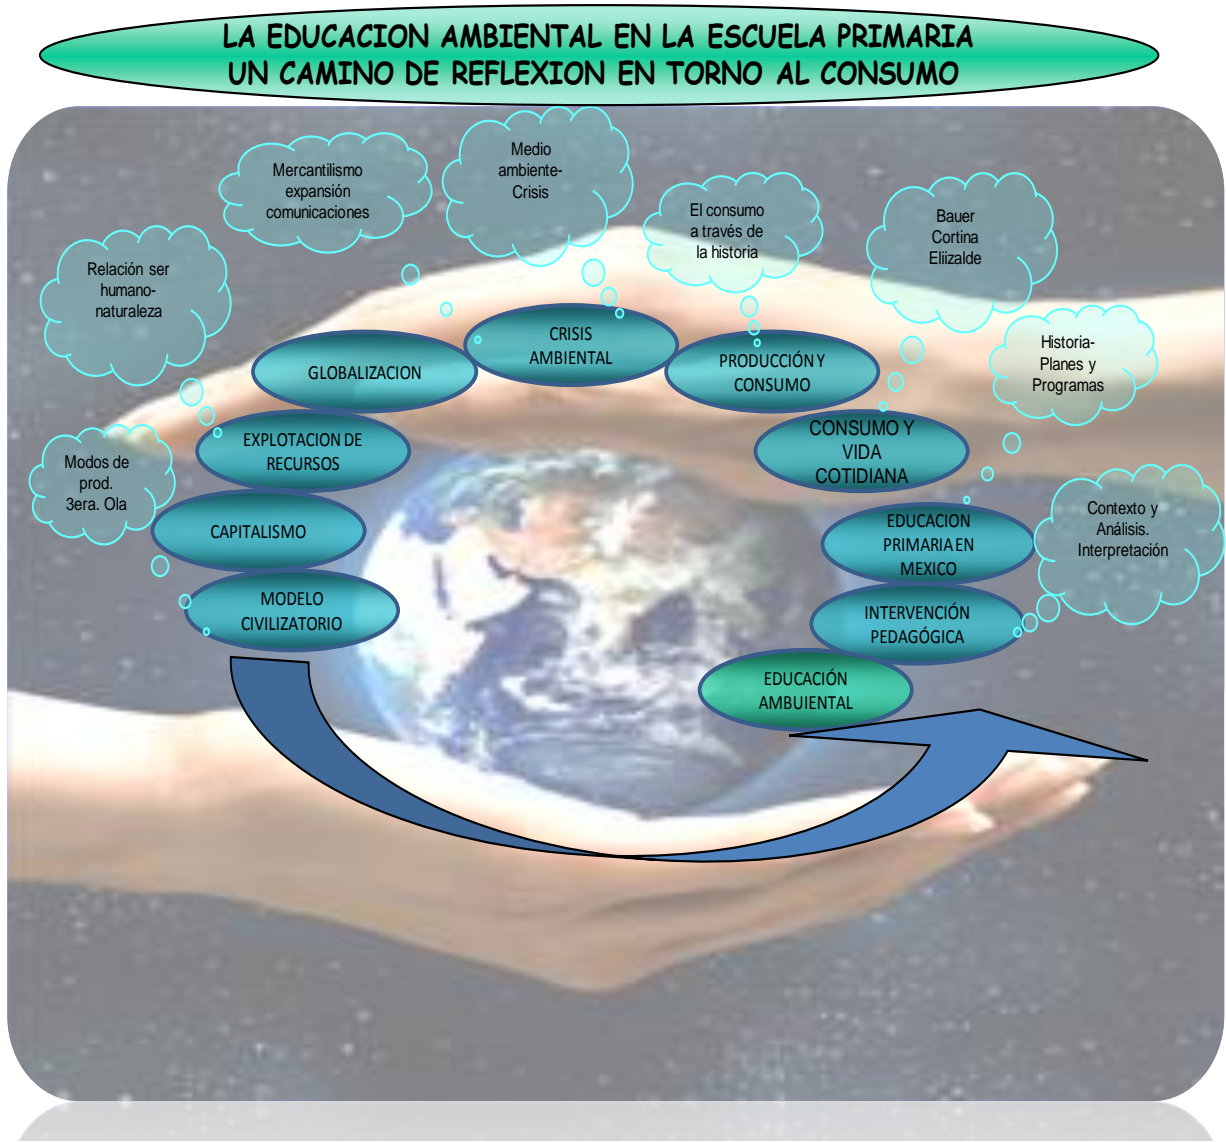 LA EDUCACION AMBIENTAL EN LA ESCUELA PRIMARIA
UN CAMINO DE REFLEXION EN TORNO AL CONSUMO
Mercantilismo
expansión
comunicaciones
Medio
ambiente-
Crisis
El consumo
a través de
la historia
Bauer
Cortina
Eliizalde
Relación ser
humano-
naturaleza
Historia-
Planes y
Programas
Modos de
prod.
3era. Ola
Contexto y
Análisis.
Interpretación
CRISIS
AMBIENTAL
GLOBALIZACION
PRODUCCIÓN Y
CONSUMO
EXPLOTACION DE
RECURSOS
CONSUMO Y
VIDA
COTIDIANA
CAPITALISMO
EDUCACION
PRIMARIA EN
MEXICO
MODELO
CIVILIZATORIO
INTERVENCIÓN
PEDAGÓGICA
EDUCACIÓN
AMBUIENTAL